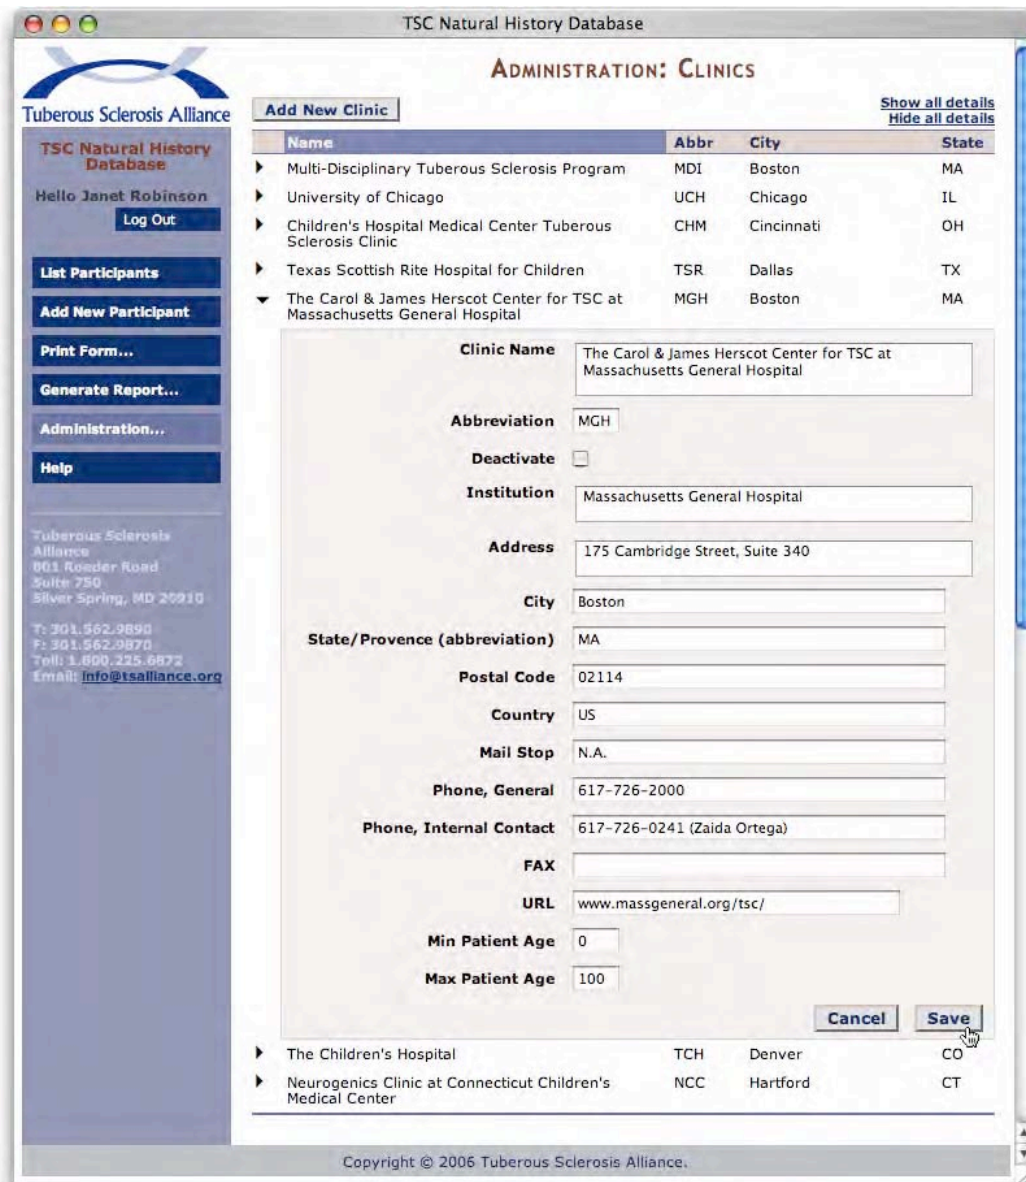 TSC Natural History Database
Tuberous Sclerosis Alliance
TSC Natural History
Database
Hello Janet Robinson
Log Out
List Participants
Add New Participant
Print Form...
Generate Report...
Administration...
Help
Tuberous Sclerosis
Alliance
801 Roeder Road
Suite 750
Silver Spring, MD 20910
T: 301.562.9890
F: 301.562.9870
Toll: 1.800.225.6872
Email: info@tsalliance.org
Administration: Clinics
Add New Clinic
Show all details
Hide all details
Name Abbr City State
Multi-Disciplinary Tuberous Sclerosis Program MDI Boston MA
University of Chicago UCH Chicago IL
Children's Hospital Medical Center Tuberous CHM Cincinnati OH
Sclerosis Clinic
Texas Scottish Rite Hospital for Children TSR Dallas TX
The Carol & James Herscot Center for TSC at MGH Boston MA
Massachusetts General Hospital
Clinic Name The Carol & James Herscot Center for TSC at
Massachusetts General Hospital
Abbreviation MGH
Deactivate
Institution Massachusetts General Hospital
Address 175 Cambridge Street, Suite 340
City Boston
State/Provence (abbreviation) MA
Postal Code 02114
Country US
Mail Stop N.A.
Phone, General 617-726-2000
Phone, Internal Contact 617-726-0241 (Zaida Ortega)
FAX
URL www.massgeneral.org/tsc/
Min Patient Age 0
Max Patient Age 100
Cancel Save
The Children's Hospital TCH Denver CO
Neurogenics Clinic at Connecticut Children's NCC Hartford CT
Medical Center
Copyright © 2006 Tuberous Sclerosis Alliance.